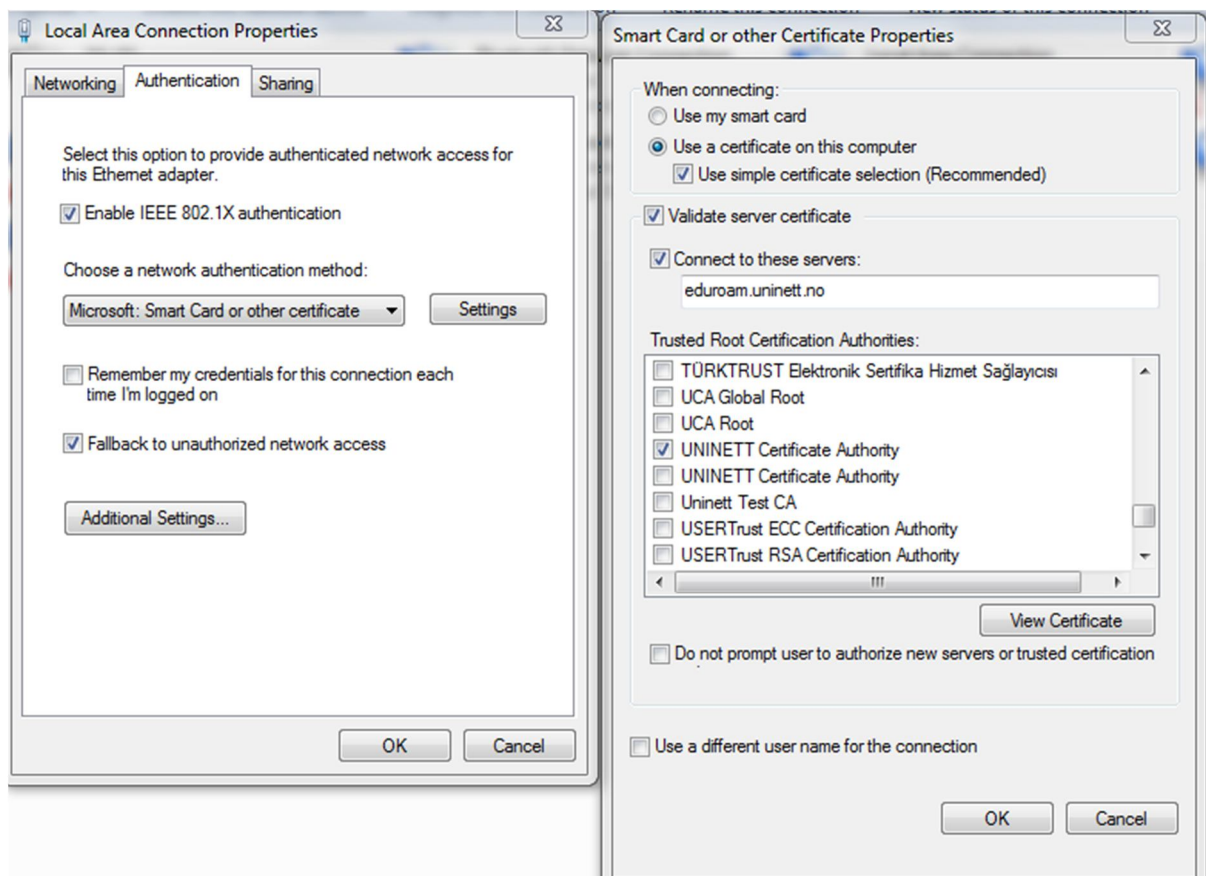 Local Area Connection Properties
Networking
Authentication
Sharing
Select this option to provide authenticated network access for
this Ethernet adapter.
Enable IEEE 802.1X authentication
Choose a network authentication method:
Microsoft: Smart Card or other certificate
Settings
Remember my credentials for this connection each
time I'm logged on
Fallback to unauthorized network access
Additional Settings...
OK
Cancel
Smart Card or other Certificate Properties
When connecting:
Use my smart card
Use a certificate on this computer
Use simple certificate selection (Recommended)
Validate server certificate
Connect to these servers:
eduroam.uninett.no
Trusted Root Certification Authorities:
TÜRKTRUST Elektronik Sertifika Hizmet Sağlayıcısı
UCA Global Root
UCA Root
UNINETT Certificate Authority
UNINETT Certificate Authority
Uninett Test CA
USERTrust ECC Certification Authority
USERTrust RSA Certification Authority
View Certificate
Do not prompt user to authorize new servers or trusted certification
Use a different user name for the connection
OK
Cancel